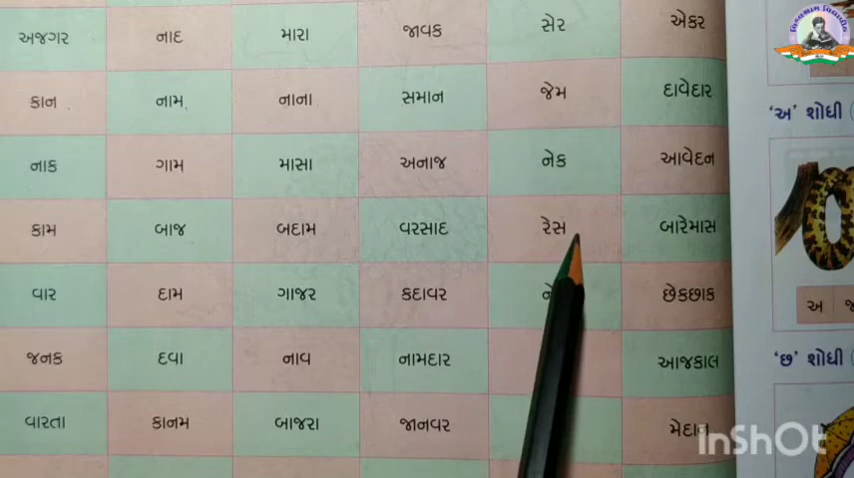 અજગર નાદ મારા જાવક સેર એકર
કાન નામ નાના સમાન જેમ દાવેદાર
નાક ગામ માસા અનાજ નેક આવેદન
કામ બાજ બદામ વરસાદ રેસ બારેમાસ
વાર દામ ગાજર કદાવર છેકછાક
જનક દવા નાવ નામદાર આજકાલ
વારતા કાનમ બાજરા જાનવર
'અ' શોધી
અ જ
'છ' શોધી
InShOt